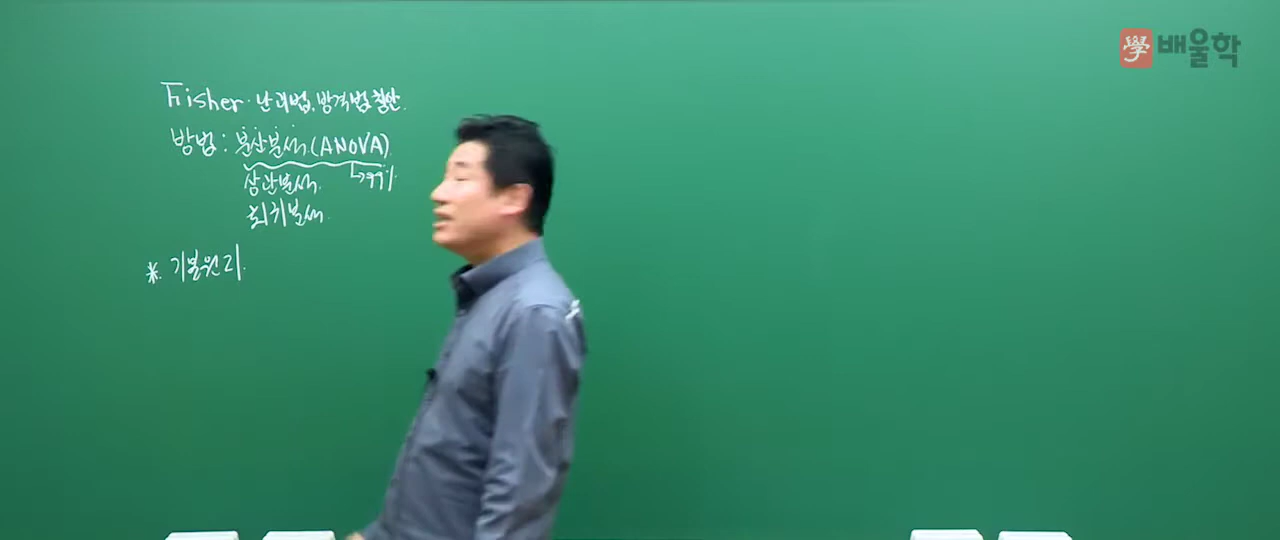 學 배울학
Fisher · 난괴법, 방격법 창안.
방법 : 분산분석 (ANOVA)
상관분석. ↳ 99%
회귀분석.
※. 기본원리.